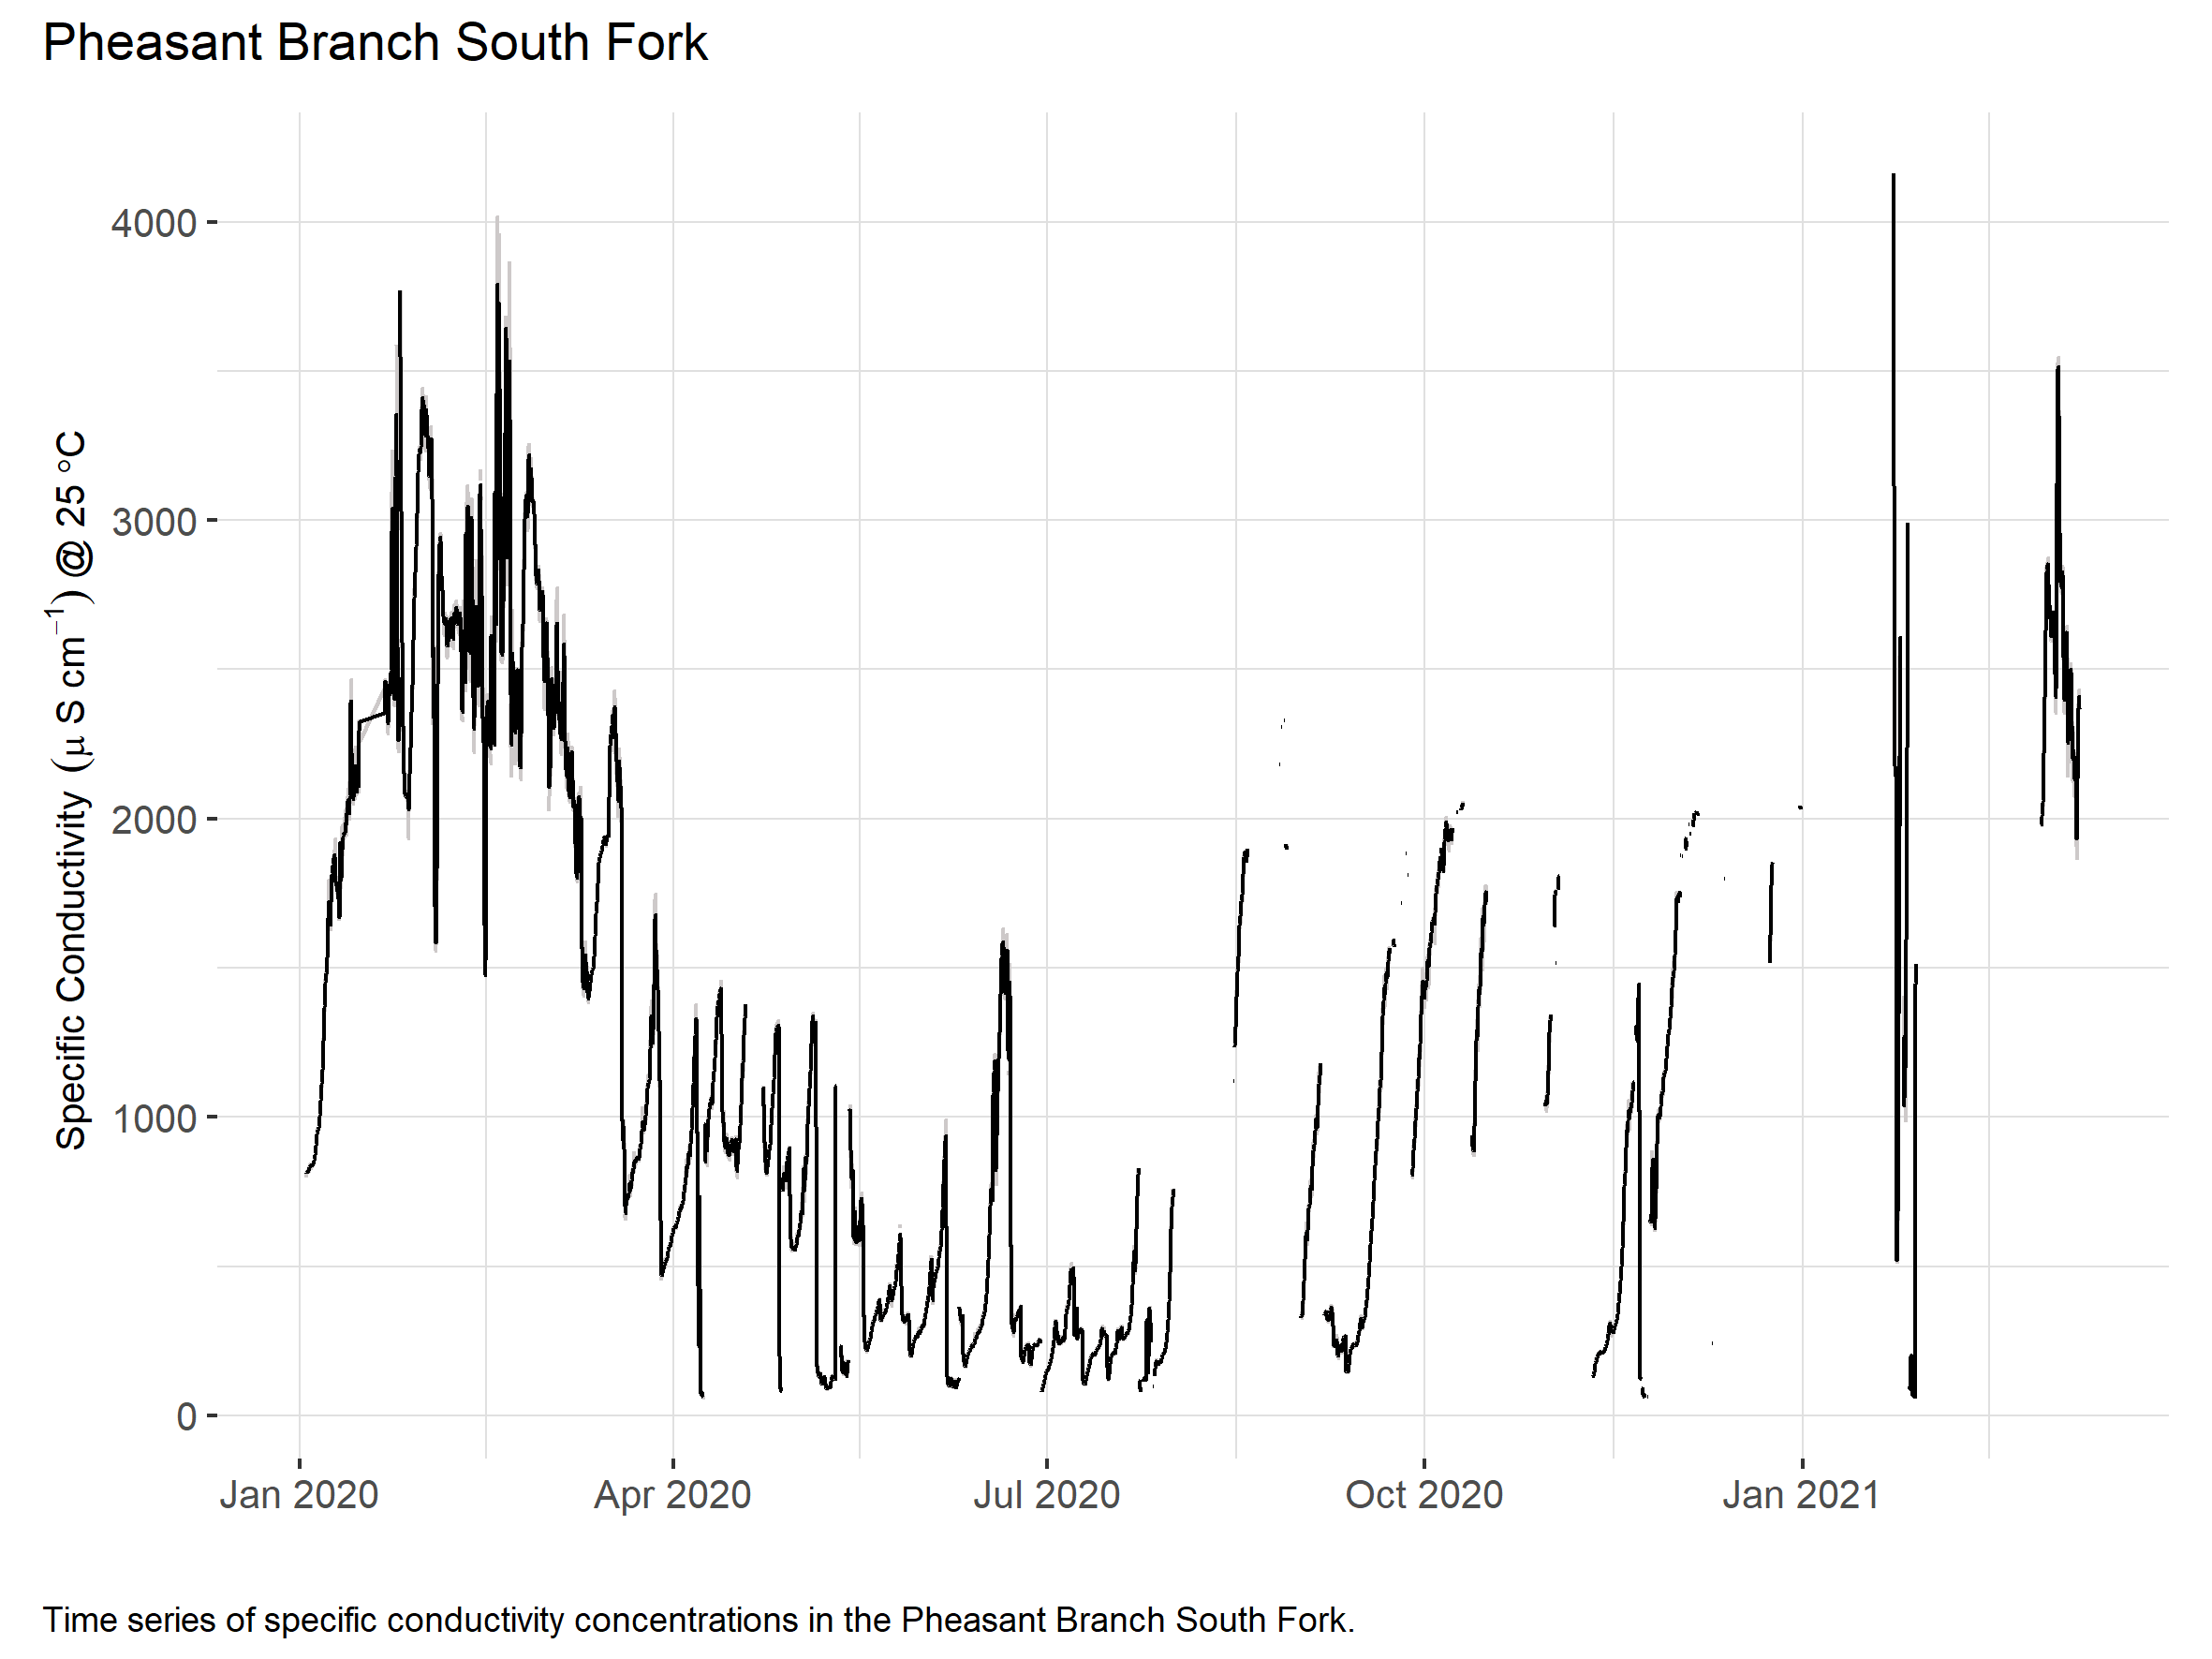 Pheasant Branch South Fork
Specific Conductivity (μ S cm⁻¹) @ 25 °C
4000
3000
2000
1000
0
Jan 2020 Apr 2020 Jul 2020 Oct 2020 Jan 2021
Time series of specific conductivity concentrations in the Pheasant Branch South Fork.